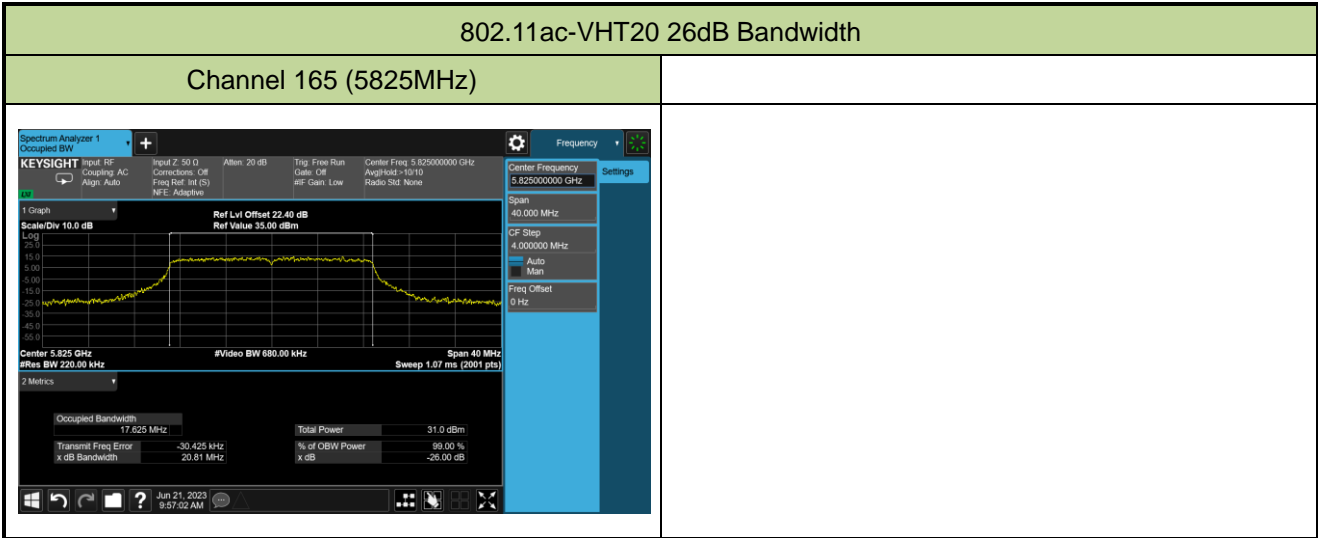 802.11ac-VHT20 26dB Bandwidth
Channel 165 (5825MHz)
Spectrum Analyzer 1
Occupied BW
Frequency
KEYSIGHT
Input: RF
Coupling: AC
Align: Auto
Input Z: 50 Ω
Corrections: Off
Freq Ref: Int (S)
NFE: Adaptive
Atten: 20 dB
Trig: Free Run
Gate: Off
#IF Gain: Low
Center Freq: 5.825000000 GHz
Avg|Hold:>10/10
Radio Std: None
Center Frequency
5.825000000 GHz
Settings
Span
40.000 MHz
CF Step
4.000000 MHz
Auto
Man
Freq Offset
0 Hz
1 Graph
Scale/Div 10.0 dB
Ref Lvl Offset 22.40 dB
Ref Value 35.00 dBm
Log
25.0
15.0
5.00
-5.00
-15.0
-25.0
-35.0
-45.0
-55.0
Center 5.825 GHz
#Video BW 680.00 kHz
Span 40 MHz
#Res BW 220.00 kHz
Sweep 1.07 ms (2001 pts)
2 Metrics
Occupied Bandwidth
17.625 MHz
Total Power 31.0 dBm
Transmit Freq Error -30.425 kHz
% of OBW Power 99.00 %
x dB Bandwidth 20.81 MHz
x dB -26.00 dB
Jun 21, 2023
9:57:02 AM